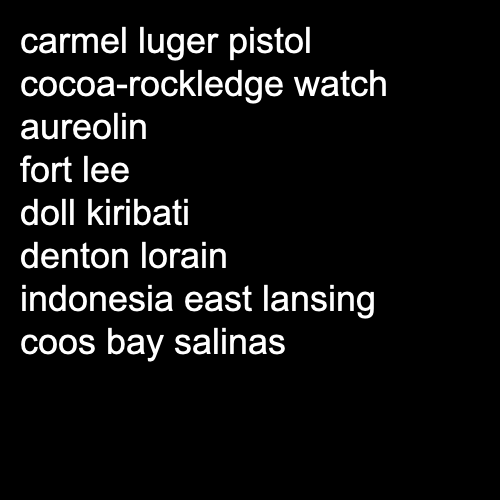 carmel luger pistol
cocoa-rockledge watch
aureolin
fort lee
doll kiribati
denton lorain
indonesia east lansing
coos bay salinas